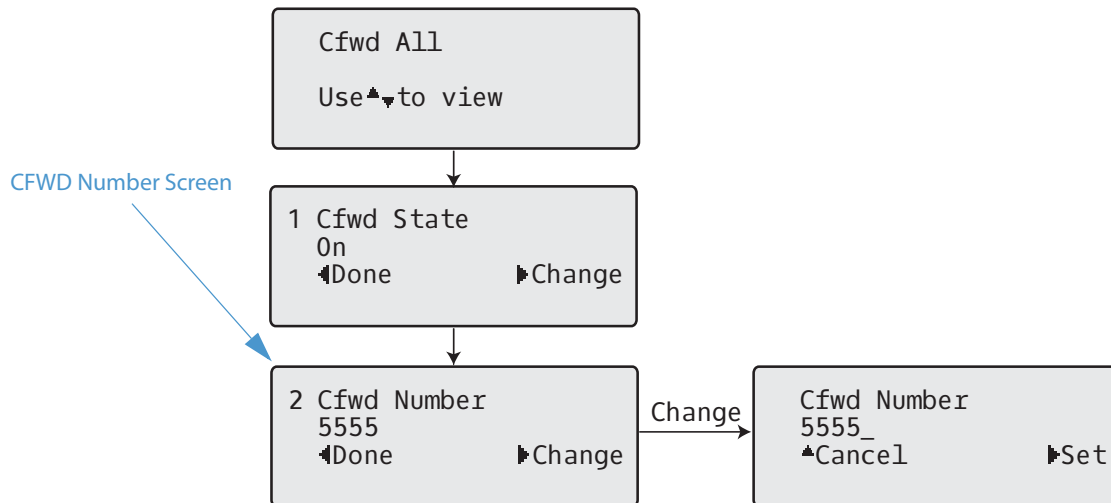 Cfwd All
Use▲▼to view
CFWD Number Screen
1 Cfwd State
On
◀Done ▶Change
2 Cfwd Number
5555
◀Done ▶Change
Change
Cfwd Number
5555_
▲Cancel ▶Set